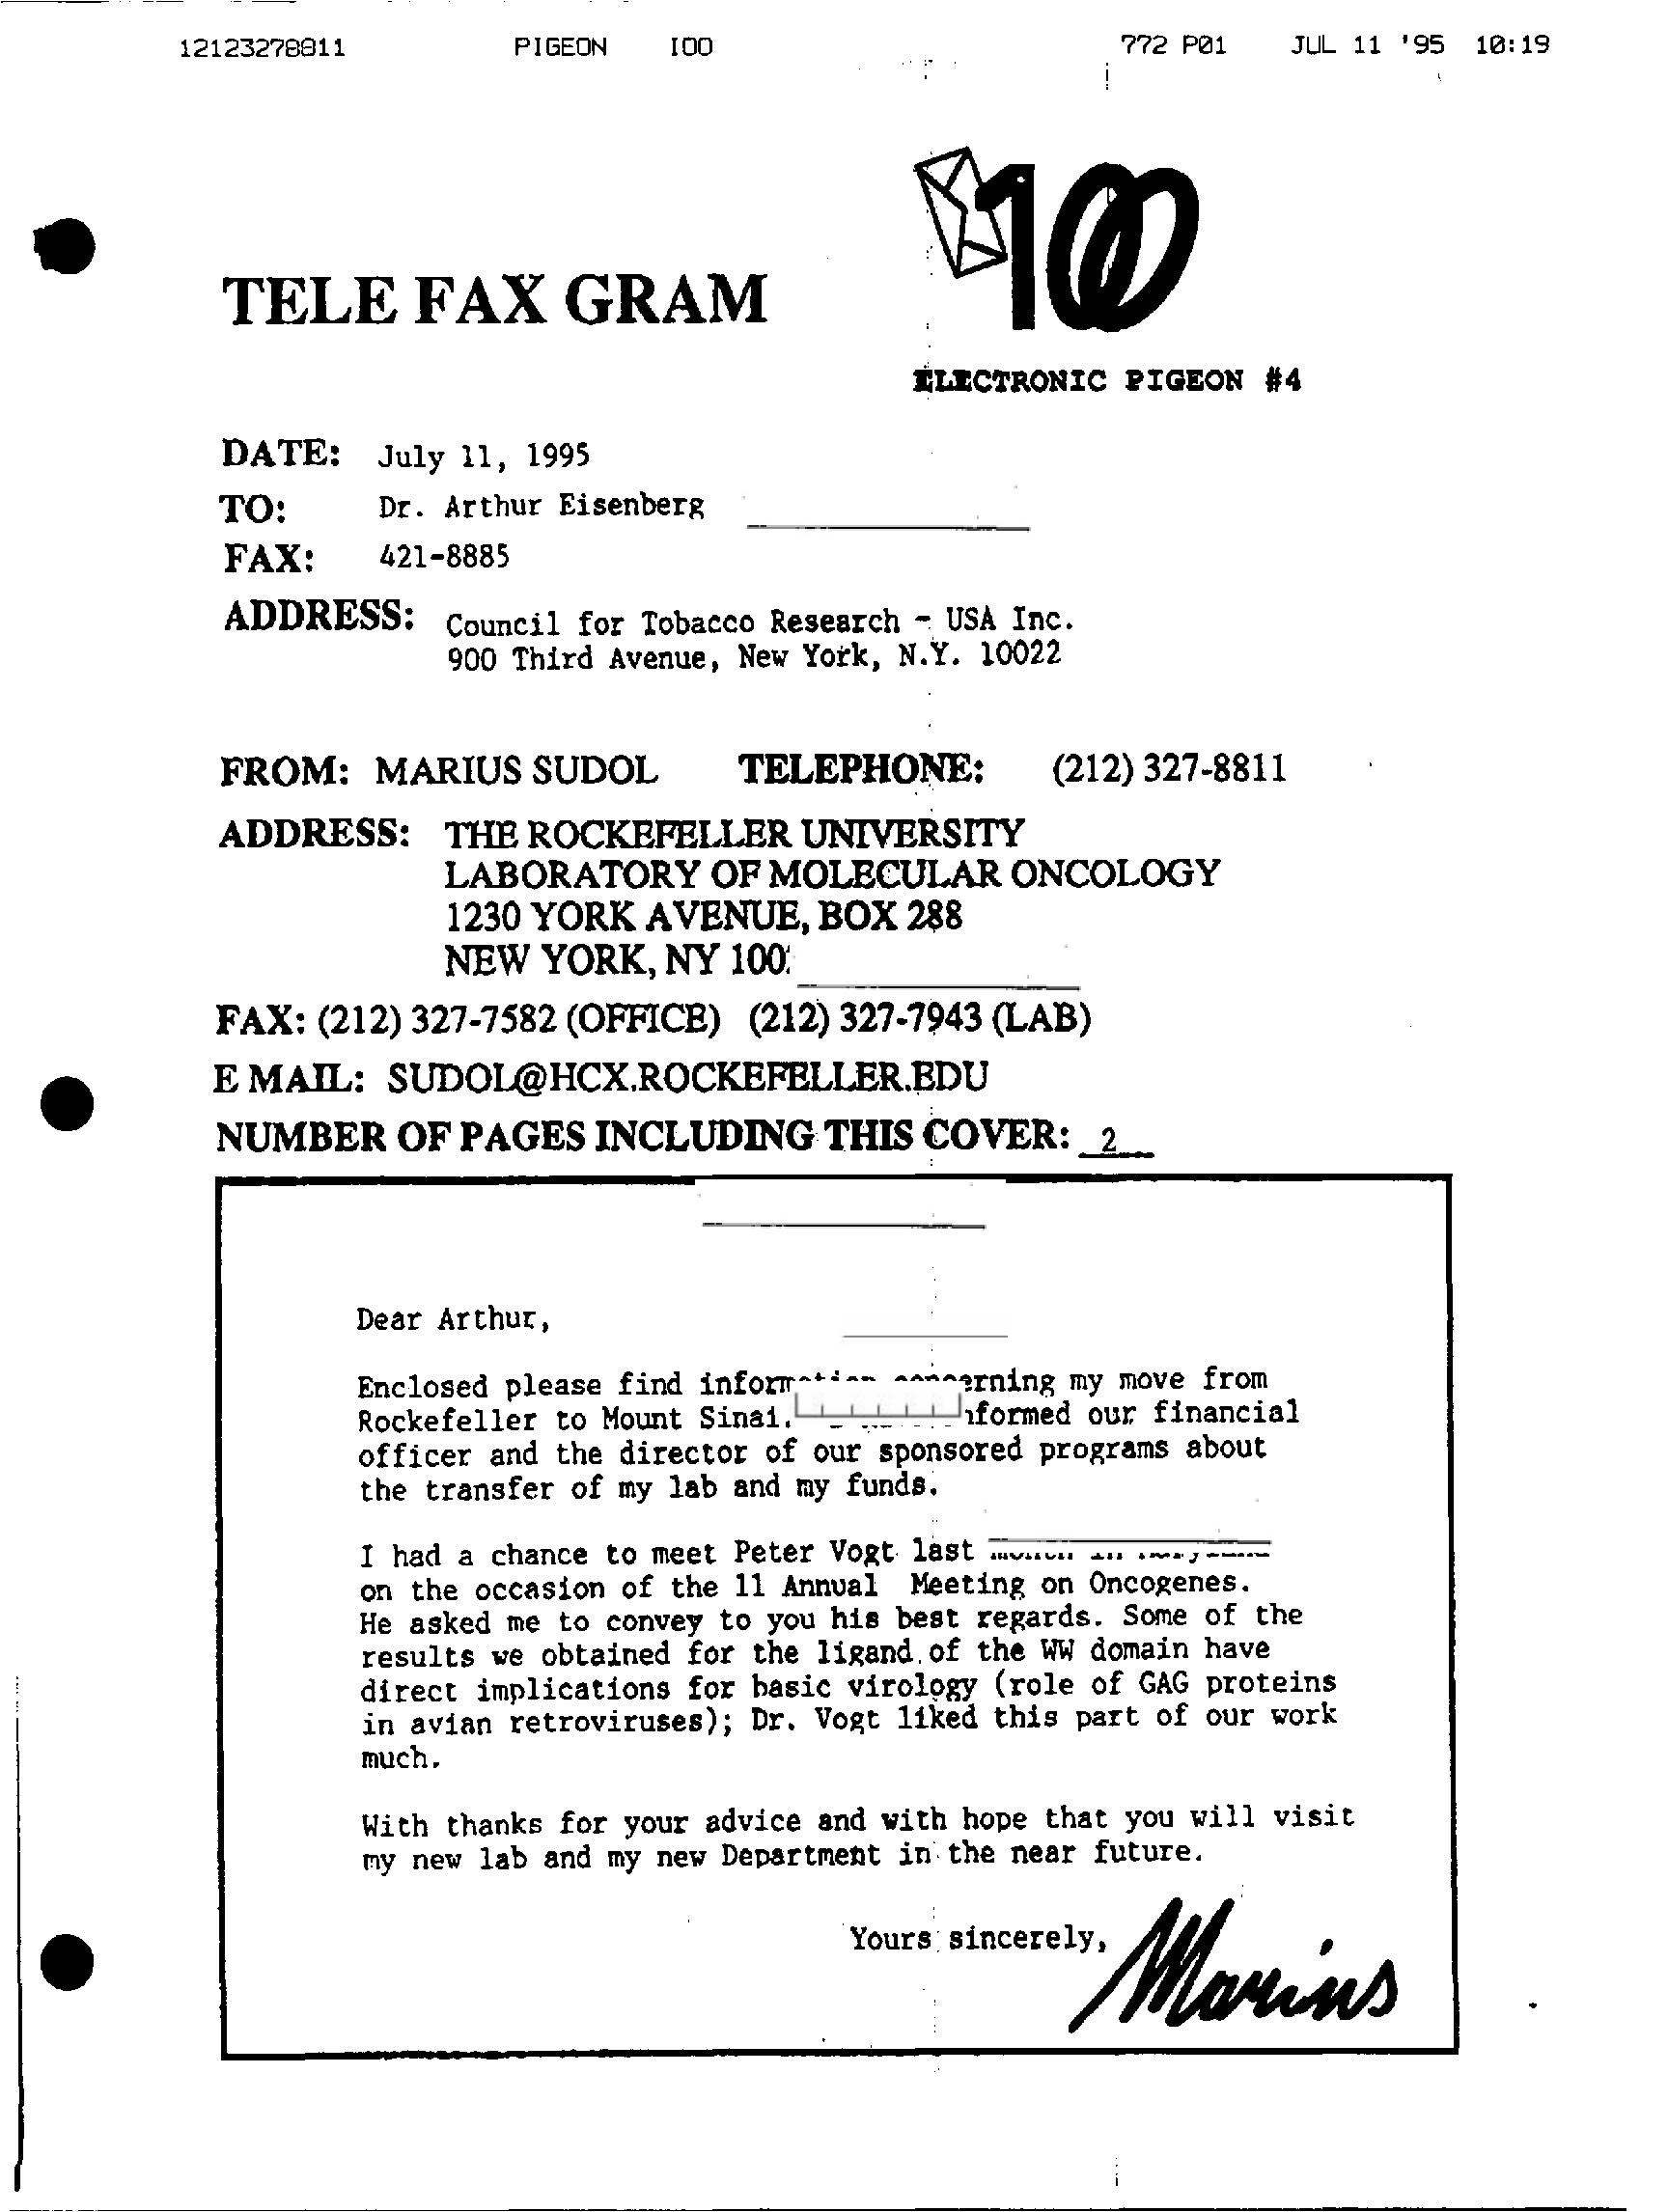 12123278811 PIGEON 100 772 P01 JUL 11 '95 10:19
100
TELE FAX GRAM
ELECTRONIC PIGEON #4
DATE: July 11, 1995
TO: Dr. Arthur Eisenberg
FAX: 421-8885
ADDRESS: Council for Tobacco Research - USA Inc.
900 Third Avenue, New York, N.Y. 10022
FROM: MARIUS SUDOL TELEPHONE: (212) 327-8811
ADDRESS: THE ROCKEFELLER UNIVERSITY
LABORATORY OF MOLECULAR ONCOLOGY
1230 YORK AVENUE, BOX 288
NEW YORK, NY 100
FAX: (212) 327-7582 (OFFICE) (212) 327-7943 (LAB)
E MAIL: SUDOL@HCX.ROCKEFELLER.EDU
NUMBER OF PAGES INCLUDING THIS COVER: 2
Dear Arthur,
Enclosed please find my move from
Rockefeller to Mount Sinai. our financial
officer and the director of our sponsored programs about
the transfer of my lab and my funds.
I had a chance to meet Peter Vogt last
on the occasion of the 11 Annual Meeting on Oncogenes.
He asked me to convey to you his best regards. Some of the
results we obtained for the ligand of the WW domain have
direct implications for basic virology (role of GAG proteins
in avian retroviruses); Dr. Vogt liked this part of our work
much.
With thanks for your advice and with hope that you will visit
my new lab and my new Department in the near future.
Yours sincerely,
Marius